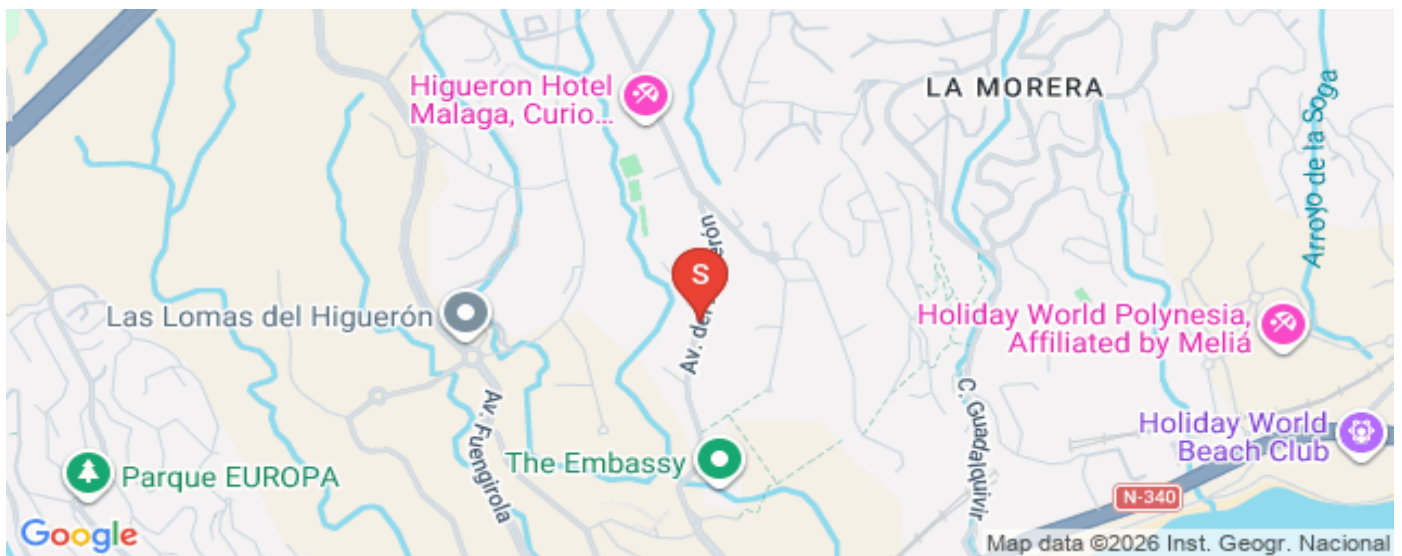 Higueron Hotel
Malaga, Curio...
LA MORERA
Arroyo de la Soga
S
Av. del
erón
Las Lomas del Higuerón
Holiday World Polynesia,
Affiliated by Meliá
Av. Fuengirola
C. Guadalquivir
Holiday World
Beach Club
The Embassy
Parque EUROPA
N-340
Google
Map data ©2026 Inst. Geogr. Nacional